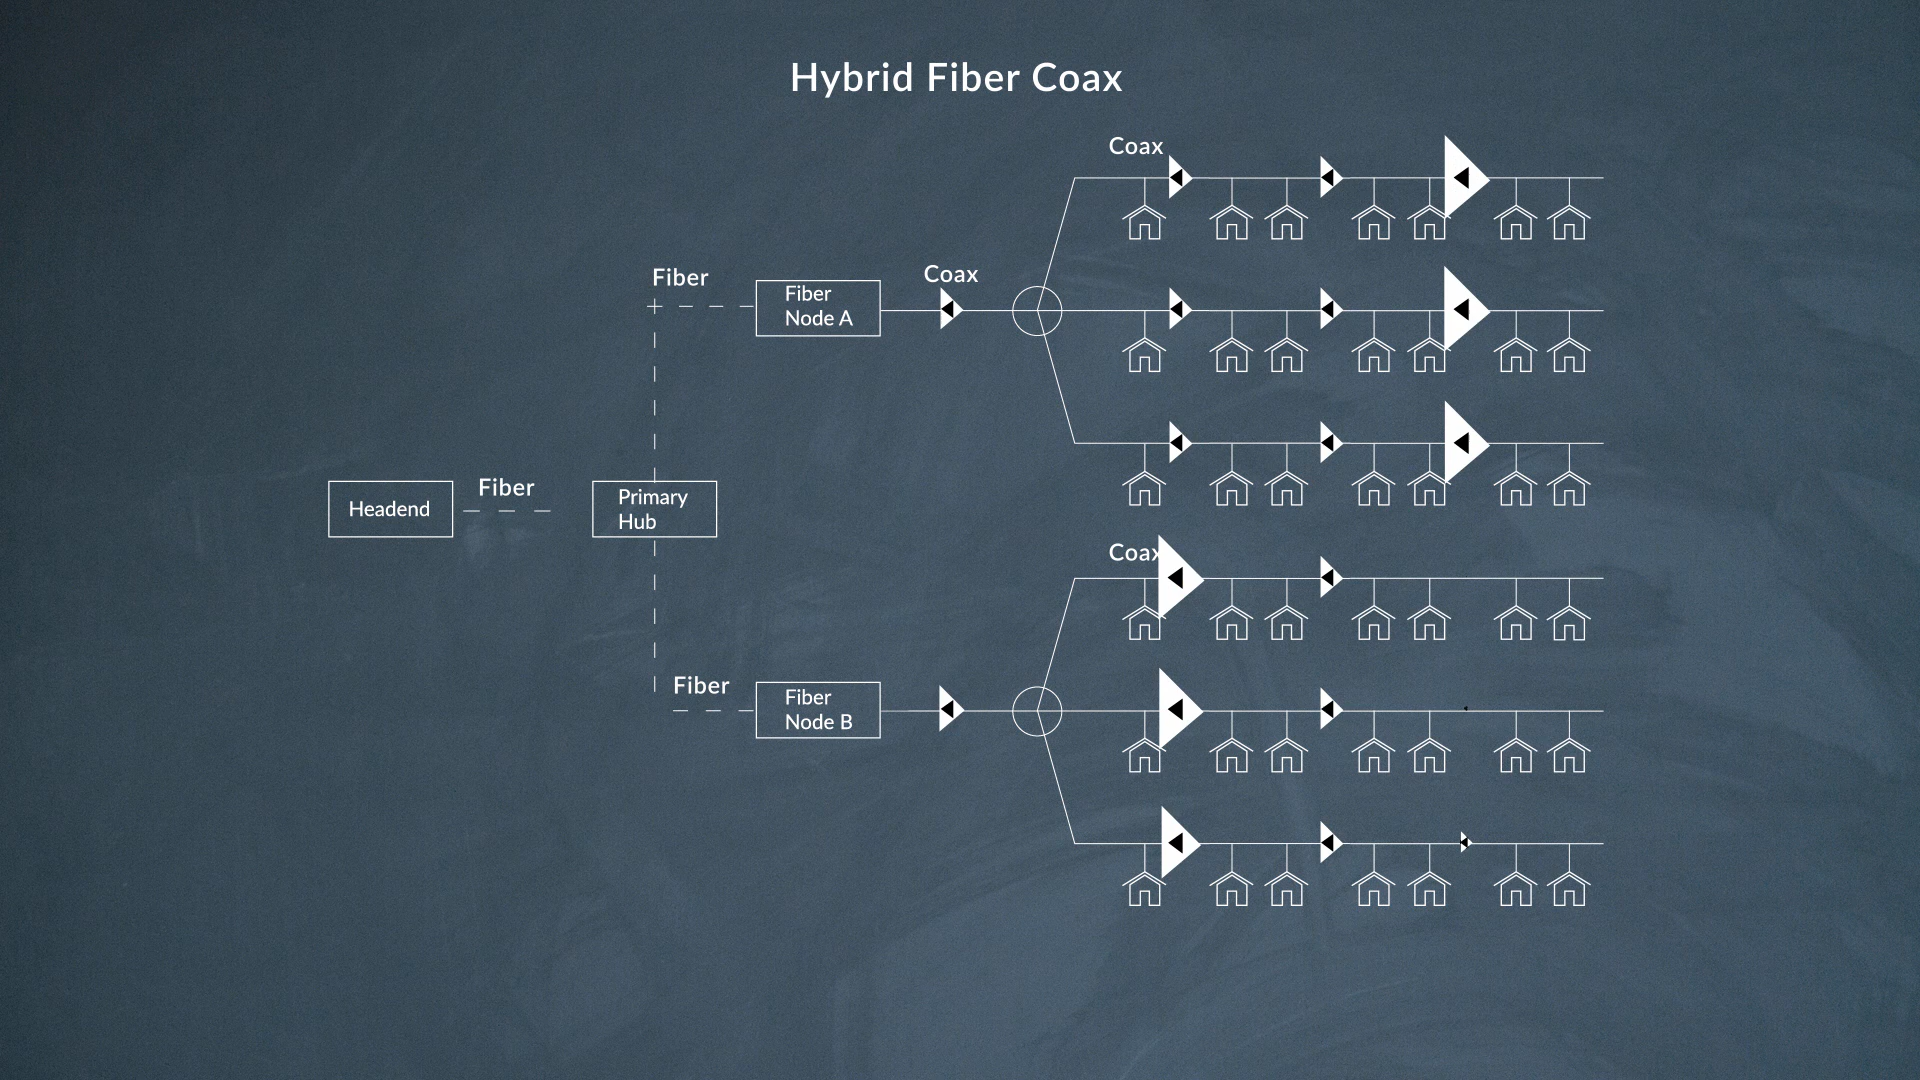 Hybrid Fiber Coax
Coax
Fiber
Fiber
Node A
Coax
Headend
Fiber
Primary
Hub
Coax
Fiber
Fiber
Node B